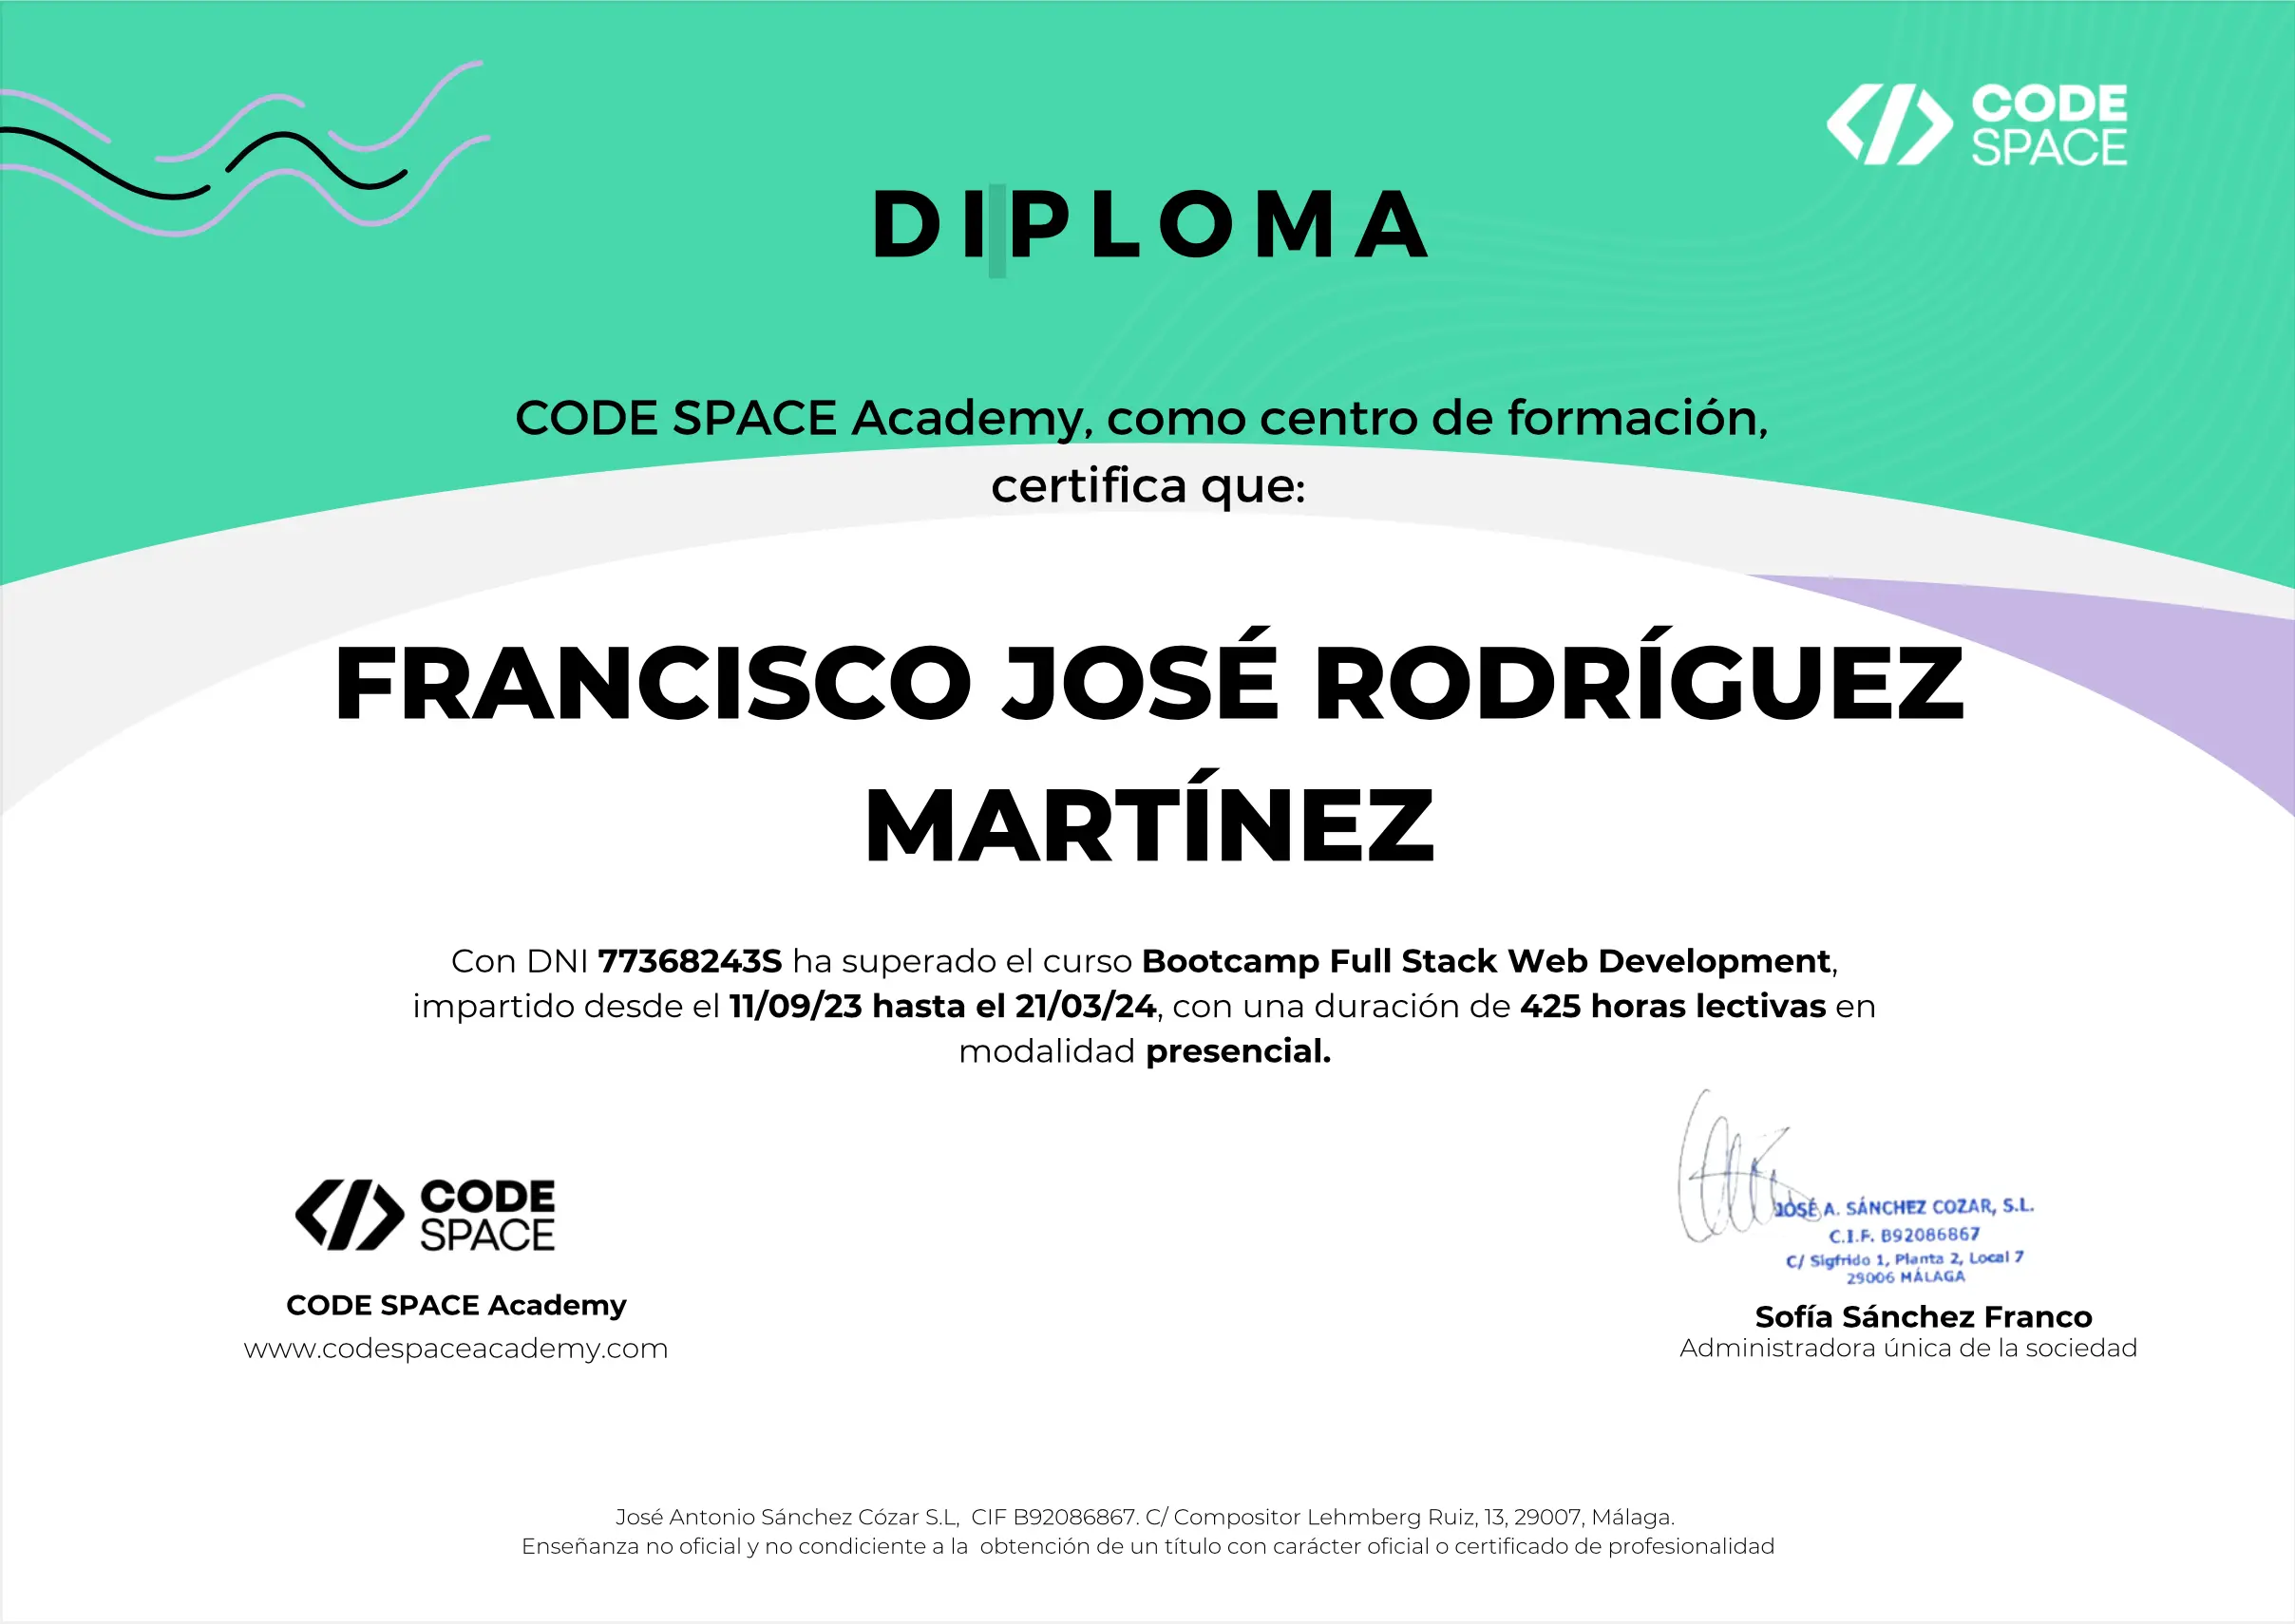 CODE
SPACE
DIPLOMA
CODE SPACE Academy, como centro de formación,
certifica que:
FRANCISCO JOSÉ RODRÍGUEZ
MARTÍNEZ
Con DNI 77368243S ha superado el curso Bootcamp Full Stack Web Development,
impartido desde el 11/09/23 hasta el 21/03/24, con una duración de 425 horas lectivas en
modalidad presencial.
CODE
SPACE
CODE SPACE Academy
www.codespaceacademy.com
JOSÉ A. SÁNCHEZ COZAR, S.L.
C.I.F. B92086867
C/ Sigfrido 1, Planta 2, Local 7
29006 MÁLAGA
Sofía Sánchez Franco
Administradora única de la sociedad
José Antonio Sánchez Cózar S.L, CIF B92086867. C/ Compositor Lehmberg Ruiz, 13, 29007, Málaga.
Enseñanza no oficial y no condiciente a la obtención de un título con carácter oficial o certificado de profesionalidad